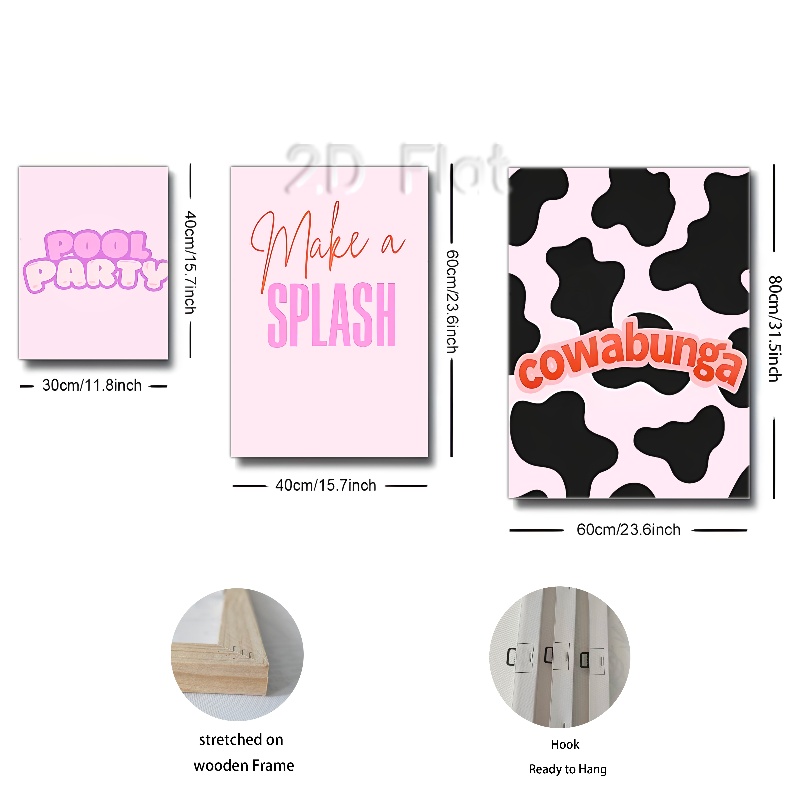 2D Flat
POOL
PARTY
40cm/15.7inch
30cm/11.8inch
Make a
SPLASH
60cm/23.6inch
40cm/15.7inch
cowabunga
80cm/31.5inch
60cm/23.6inch
stretched on
wooden Frame
Hook
Ready to Hang